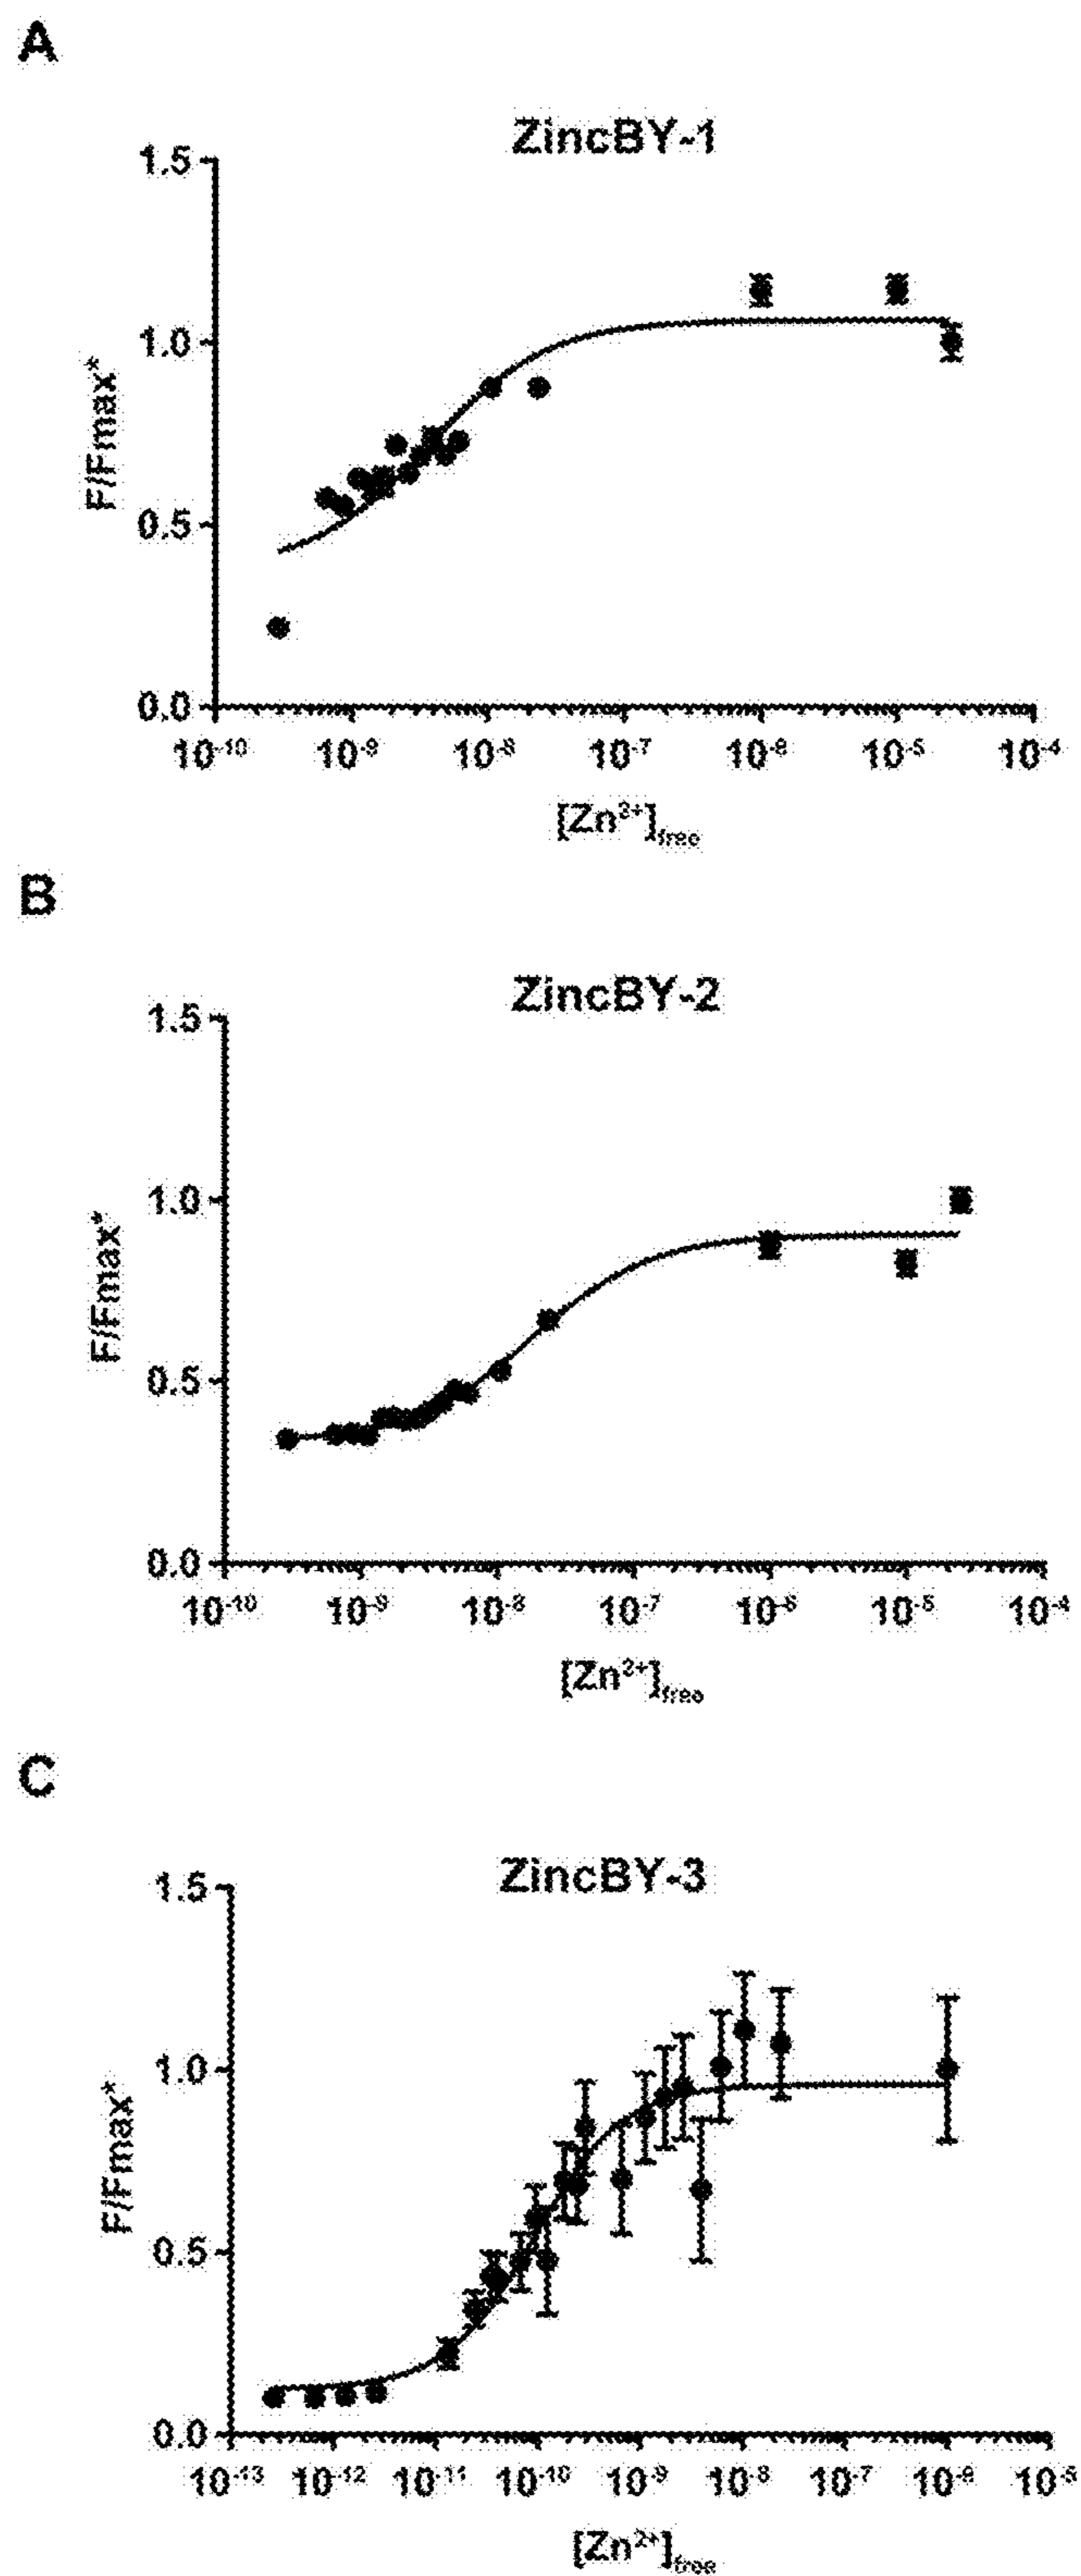 A
ZincBY-1
1.5
1.0
0.5
0.0
F/Fmax*
10⁻¹⁰ 10⁻⁹ 10⁻⁸ 10⁻⁷ 10⁻⁶ 10⁻⁵ 10⁻⁴
[Zn²⁺]free
B
ZincBY-2
1.5
1.0
0.5
0.0
F/Fmax*
10⁻¹⁰ 10⁻⁹ 10⁻⁸ 10⁻⁷ 10⁻⁶ 10⁻⁵ 10⁻⁴
[Zn²⁺]free
C
ZincBY-3
1.5
1.0
0.5
0.0
F/Fmax*
10⁻¹³ 10⁻¹² 10⁻¹¹ 10⁻¹⁰ 10⁻⁹ 10⁻⁸ 10⁻⁷ 10⁻⁶ 10⁻⁵
[Zn²⁺]free